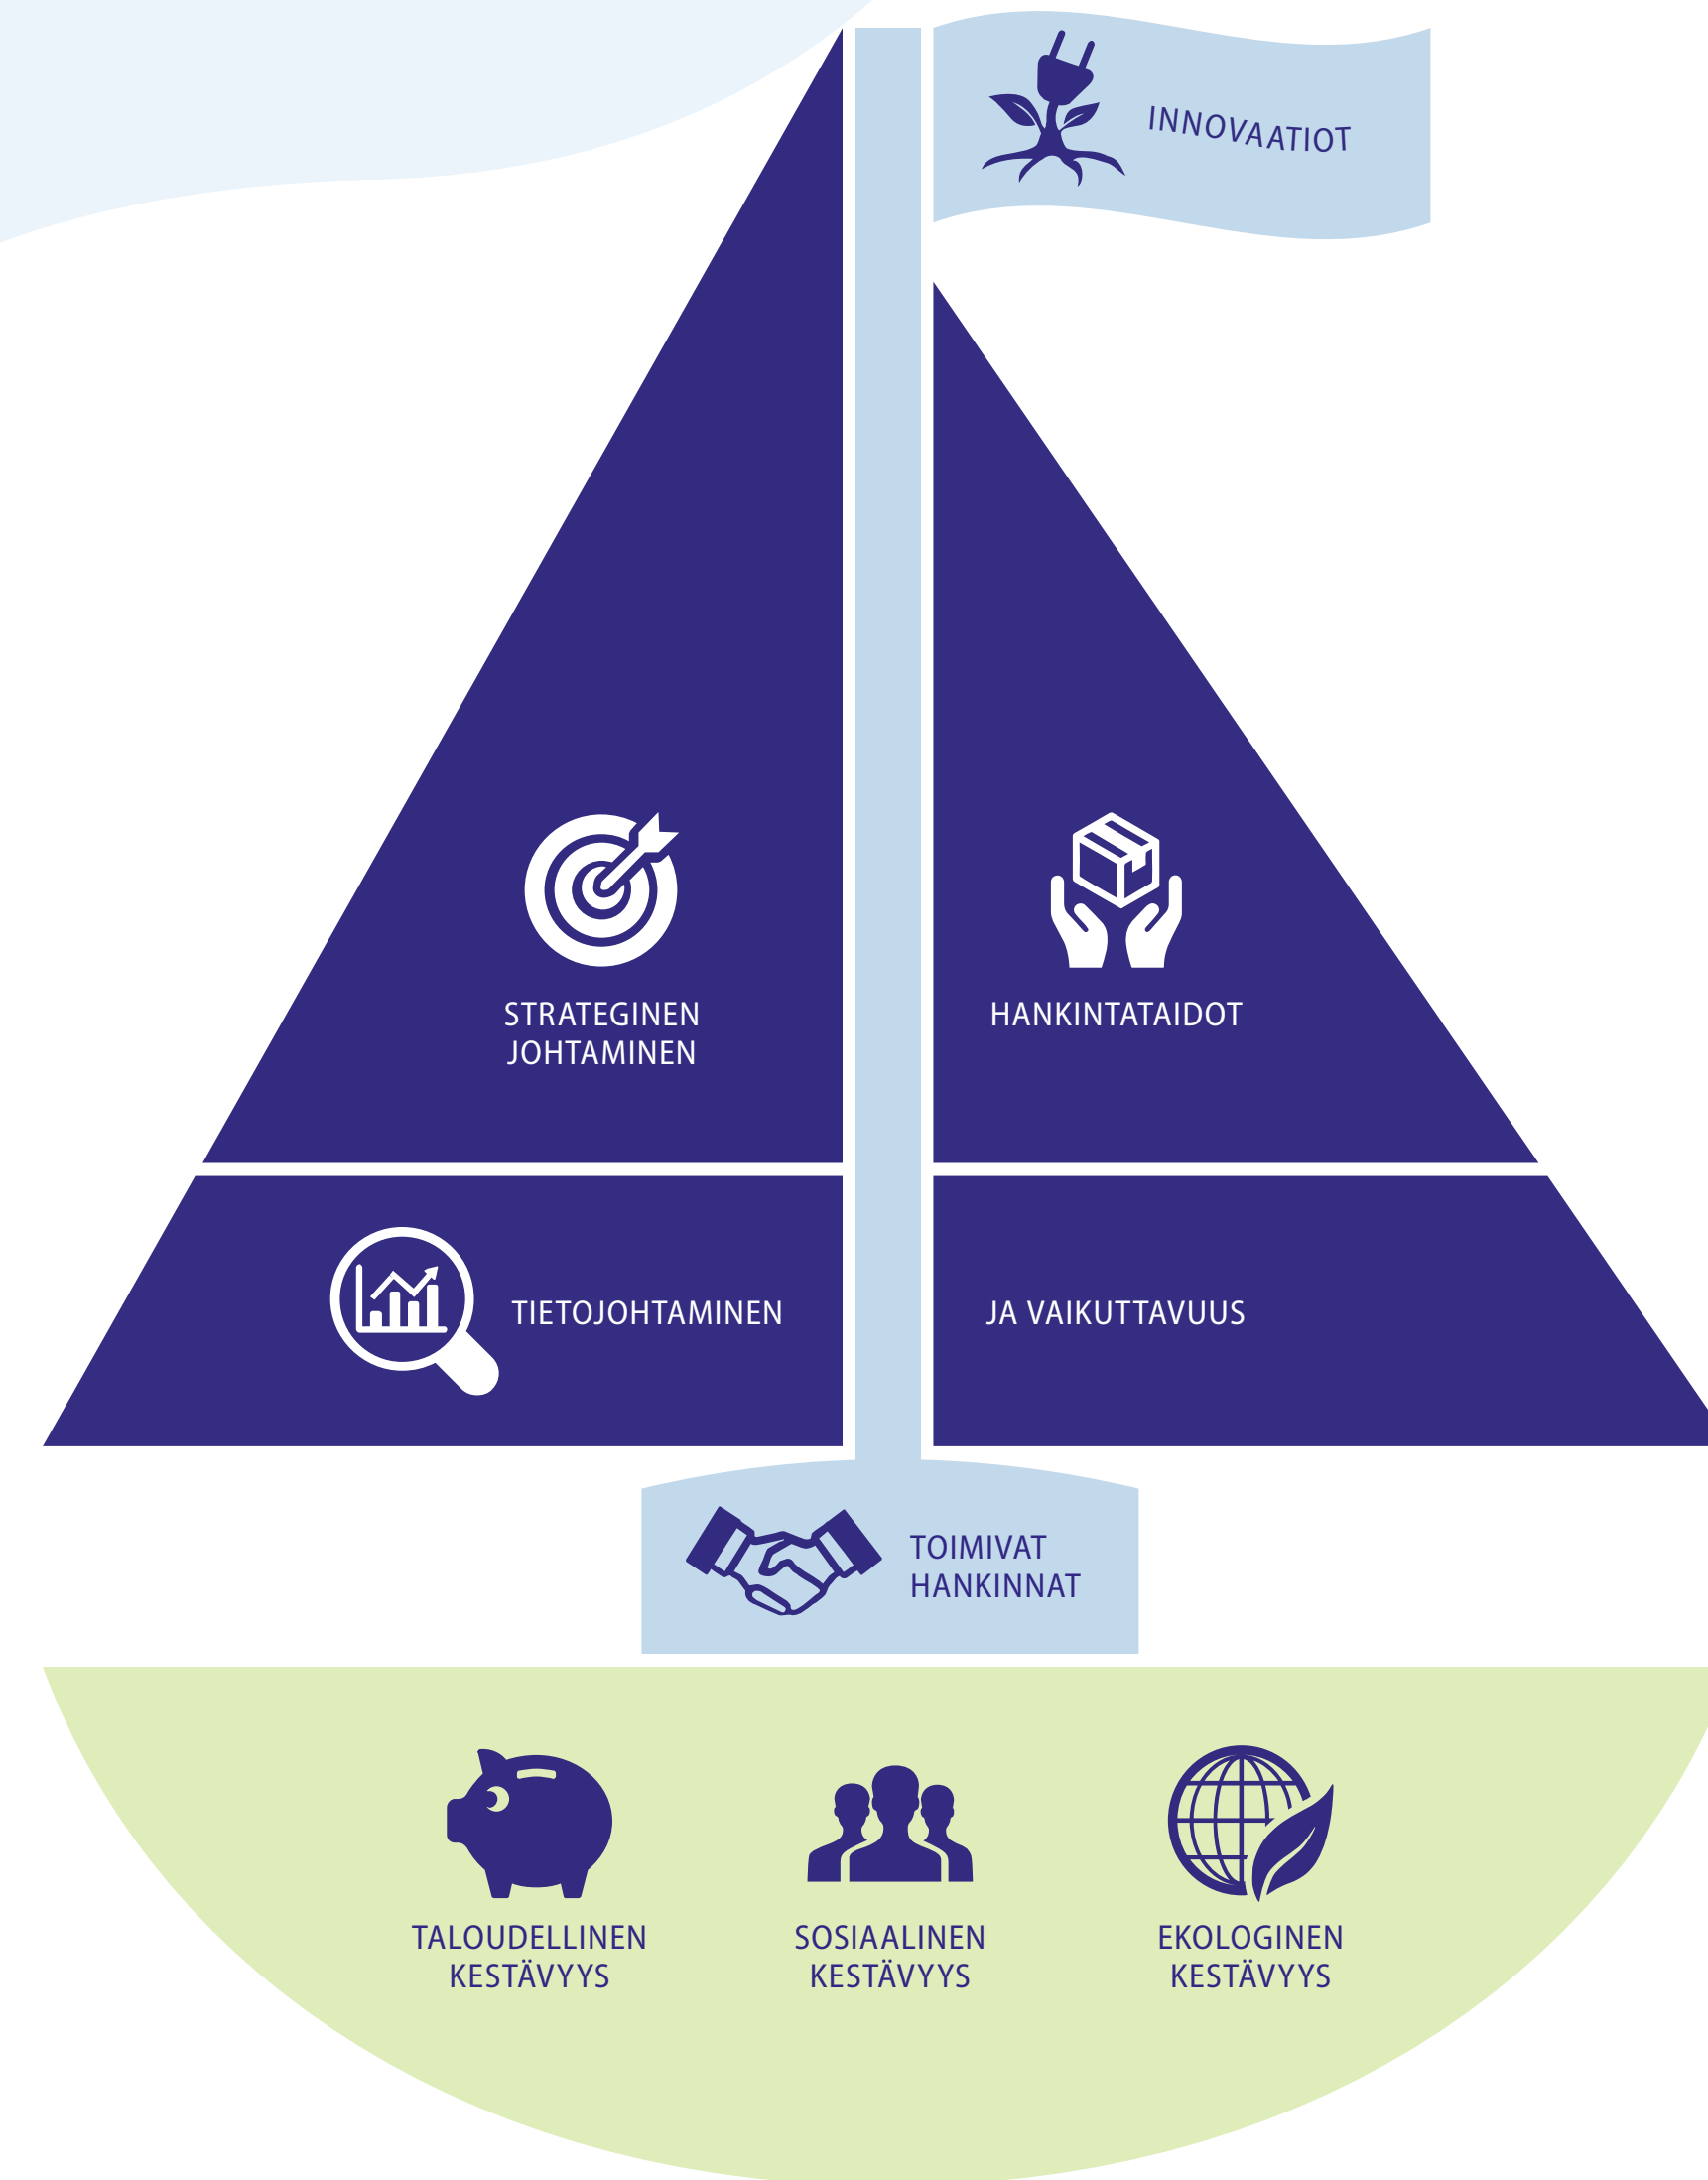 INNOVAATIOT
STRATEGINEN
JOHTAMINEN
HANKINTATAIDOT
TIETOJOHTAMINEN
JA VAIKUTTAVUUS
TOIMIVAT
HANKINNAT
TALOUDELLINEN
KESTÄVYYS
SOSIAALINEN
KESTÄVYYS
EKOLOGINEN
KESTÄVYYS